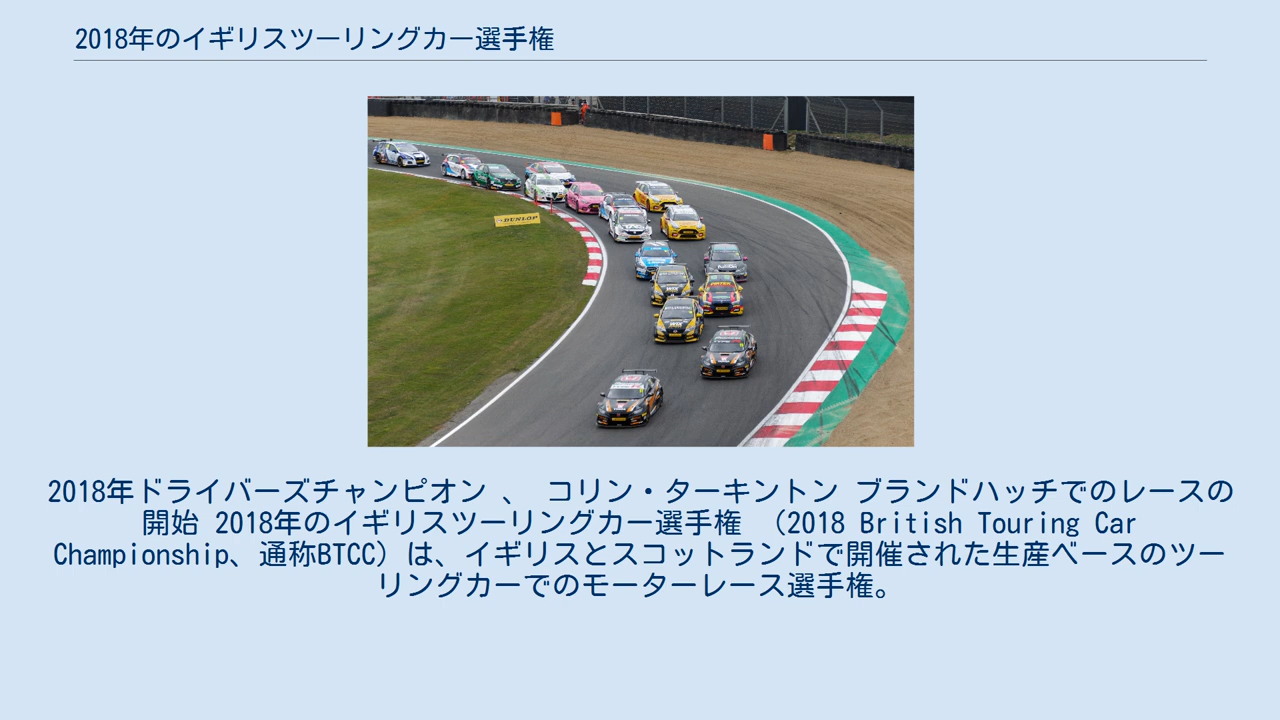 2018年のイギリスツーリングカー選手権
DUNLOP
2018年ドライバーズチャンピオン 、 コリン・ターキントン ブランドハッチでのレースの
開始 2018年のイギリスツーリングカー選手権 （2018 British Touring Car
Championship、通称BTCC）は、イギリスとスコットランドで開催された生産ベースのツー
リングカーでのモーターレース選手権。